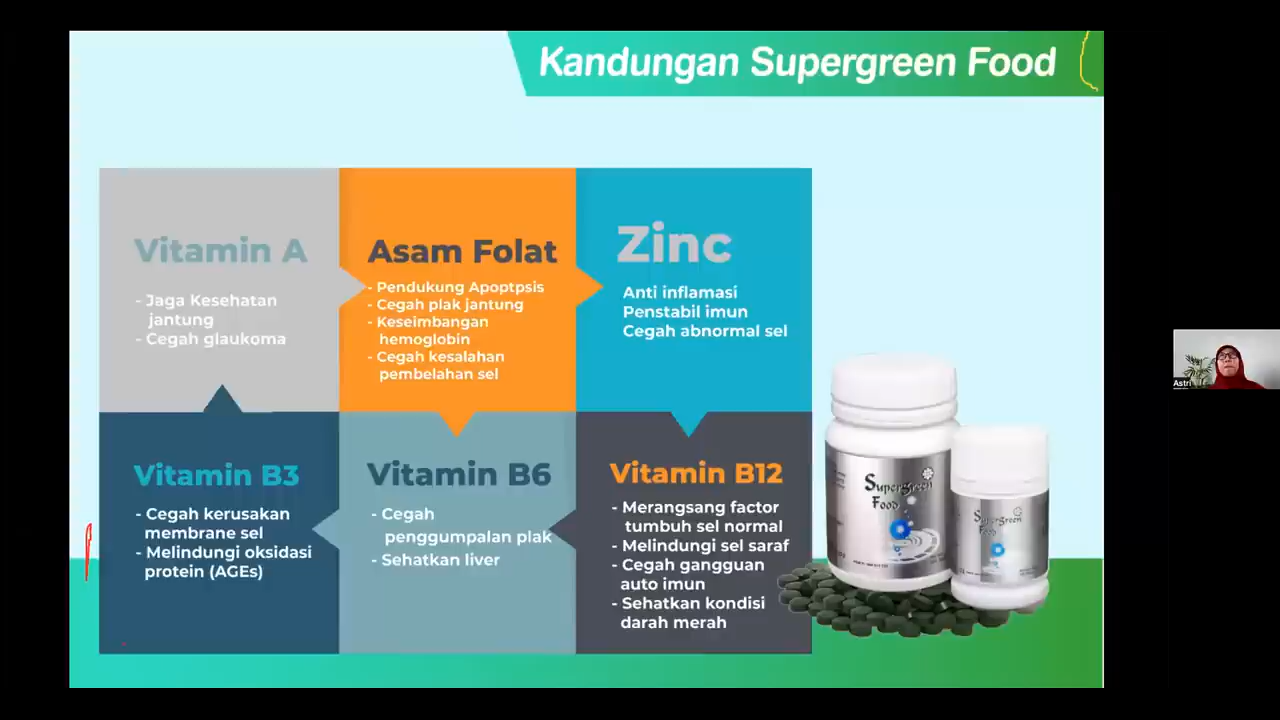 Kandungan Supergreen Food
Vitamin A
- Jaga Kesehatan
jantung
- Cegah glaukoma
Asam Folat
- Pendukung Apoptpsis
- Cegah plak jantung
- Keseimbangan
hemoglobin
- Cegah kesalahan
pembelahan sel
Zinc
Anti inflamasi
Penstabil imun
Cegah abnormal sel
Vitamin B3
- Cegah kerusakan
membrane sel
- Melindungi oksidasi
protein (AGEs)
Vitamin B6
- Cegah
penggumpalan plak
- Sehatkan liver
Vitamin B12
- Merangsang factor
tumbuh sel normal
- Melindungi sel saraf
- Cegah gangguan
auto imun
- Sehatkan kondisi
darah merah
Supergreen
Food
Supergreen
Food
Astri